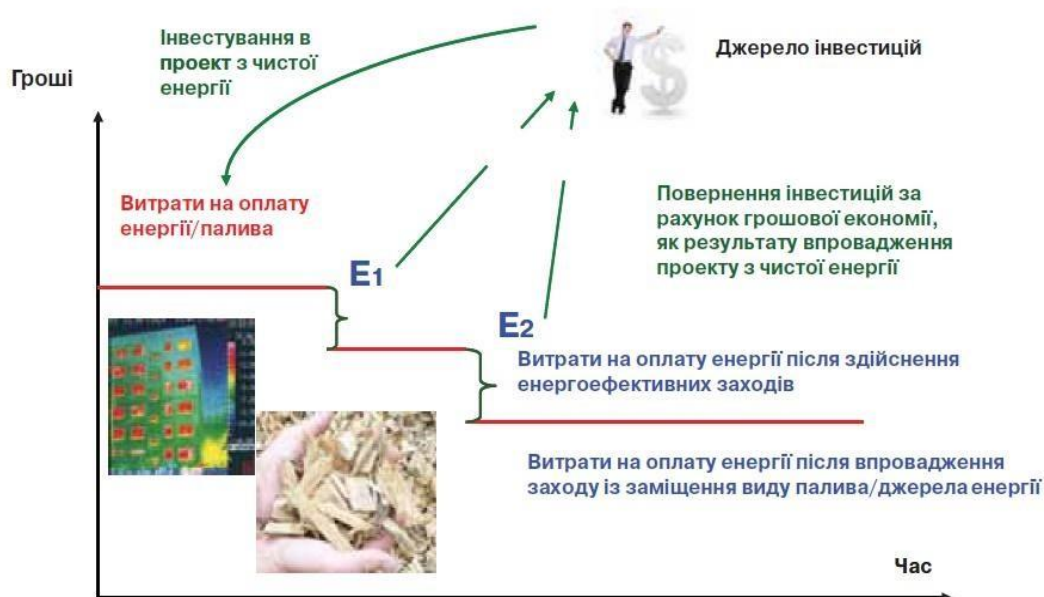 Інвестування в
проект з чистої
енергії
Джерело інвестицій
Гроші
Витрати на оплату
енергії/палива
Повернення інвестицій за
рахунок грошової економії,
як результату впровадження
проекту з чистої енергії
E1
E2
Витрати на оплату енергії після здійснення
енергоефективних заходів
Витрати на оплату енергії після впровадження
заходу із заміщення виду палива/джерела енергії
Час